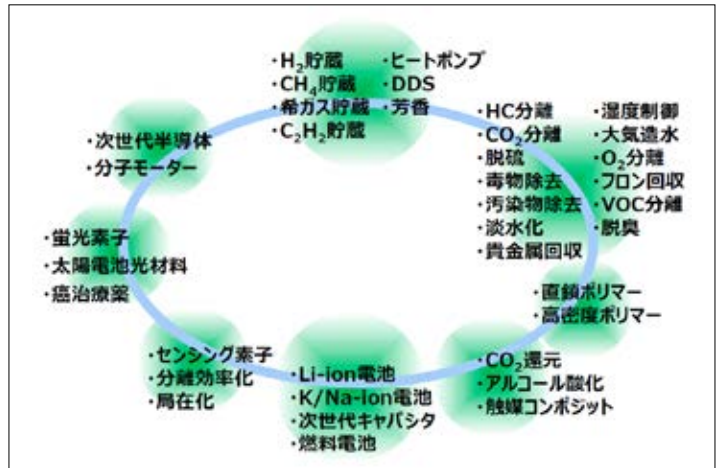 ・H₂貯蔵 ・ヒートポンプ
・CH₄貯蔵 ・DDS
・希ガス貯蔵 ・芳香
・C₂H₂貯蔵
・HC分離 ・湿度制御
・CO₂分離 ・大気造水
・脱硫 ・O₂分離
・毒物除去 ・フロン回収
・汚染物除去 ・VOC分離
・淡水化 ・脱臭
・貴金属回収
・直鎖ポリマー
・高密度ポリマー
・CO₂還元
・アルコール酸化
・触媒コンポジット
・Li-ion電池
・K/Na-ion電池
・次世代キャパシタ
・燃料電池
・センシング素子
・分離効率化
・局在化
・蛍光素子
・太陽電池光材料
・癌治療薬
・次世代半導体
・分子モーター